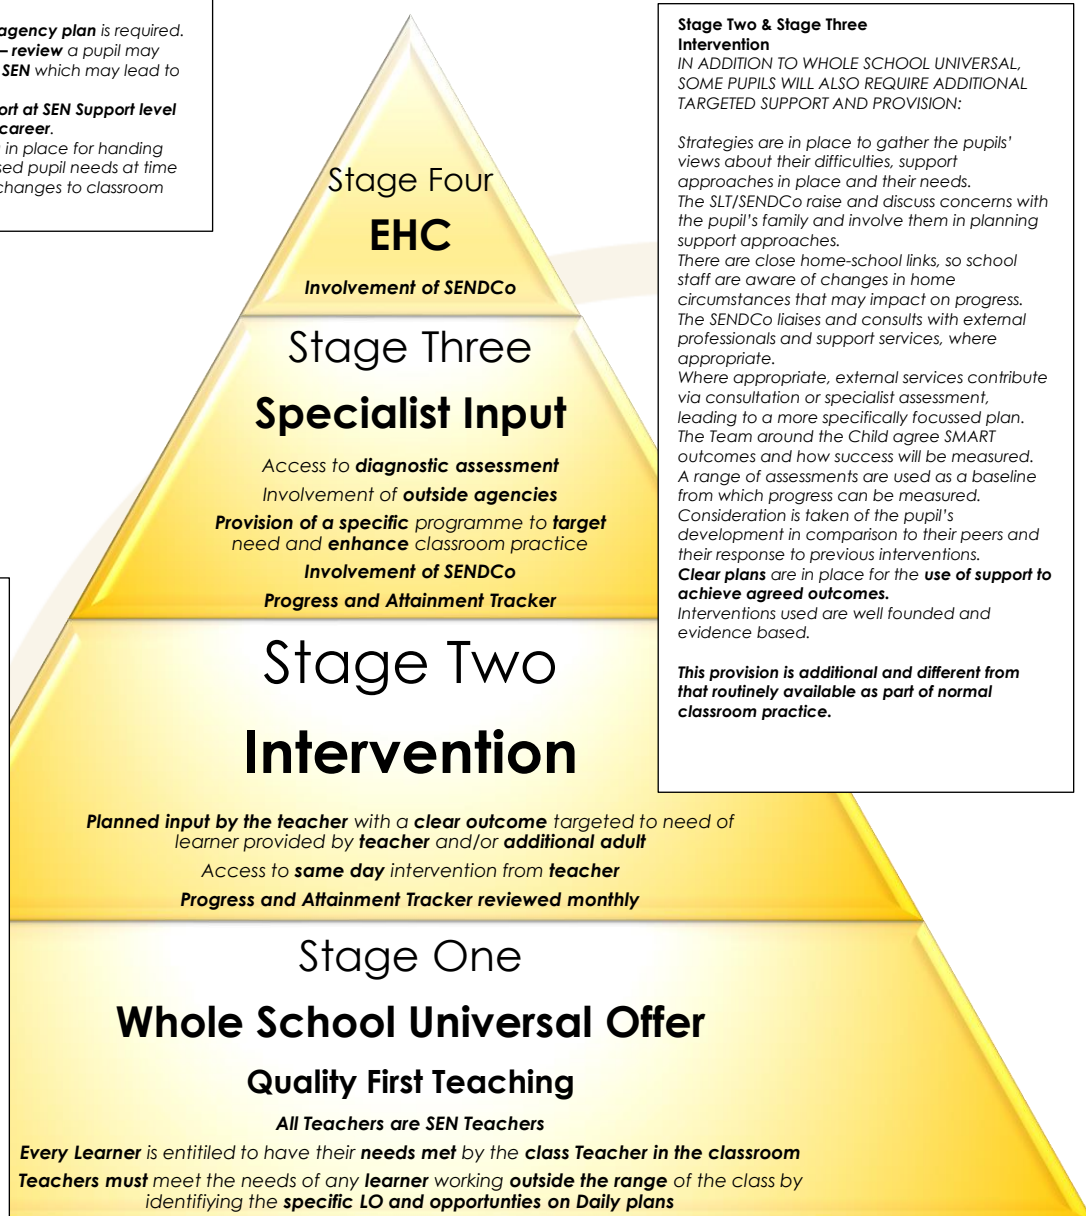 agency plan is required.
– review a pupil may
SEN which may lead to
ort at SEN Support level
career.
in place for handing
sed pupil needs at time
changes to classroom
Stage Two & Stage Three
Intervention
IN ADDITION TO WHOLE SCHOOL UNIVERSAL,
SOME PUPILS WILL ALSO REQUIRE ADDITIONAL
TARGETED SUPPORT AND PROVISION:
Strategies are in place to gather the pupils'
views about their difficulties, support
approaches in place and their needs.
The SLT/SENDCo raise and discuss concerns with
the pupil's family and involve them in planning
support approaches.
There are close home-school links, so school
staff are aware of changes in home
circumstances that may impact on progress.
The SENDCo liaises and consults with external
professionals and support services, where
appropriate.
Where appropriate, external services contribute
via consultation or specialist assessment,
leading to a more specifically focussed plan.
The Team around the Child agree SMART
outcomes and how success will be measured.
A range of assessments are used as a baseline
from which progress can be measured.
Consideration is taken of the pupil's
development in comparison to their peers and
their response to previous interventions.
Clear plans are in place for the use of support to
achieve agreed outcomes.
Interventions used are well founded and
evidence based.
This provision is additional and different from
that routinely available as part of normal
classroom practice.
Stage Four
EHC
Involvement of SENDCo
Stage Three
Specialist Input
Access to diagnostic assessment
Involvement of outside agencies
Provision of a specific programme to target
need and enhance classroom practice
Involvement of SENDCo
Progress and Attainment Tracker
Stage Two
Intervention
Planned input by the teacher with a clear outcome targeted to need of
learner provided by teacher and/or additional adult
Access to same day intervention from teacher
Progress and Attainment Tracker reviewed monthly
Stage One
Whole School Universal Offer
Quality First Teaching
All Teachers are SEN Teachers
Every Learner is entitiled to have their needs met by the class Teacher in the classroom
Teachers must meet the needs of any learner working outside the range of the class by
identifiying the specific LO and opportunties on Daily plans